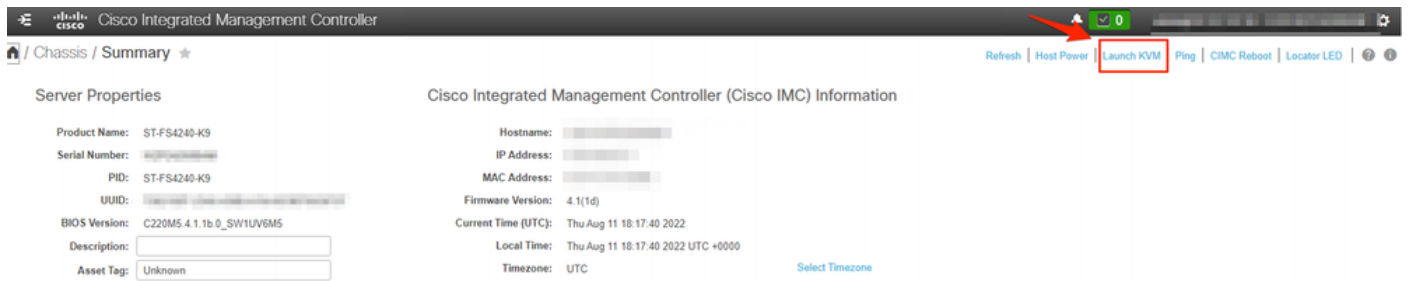 cisco Cisco Integrated Management Controller 0
/ Chassis / Summary
Refresh | Host Power | Launch KVM | Ping | CIMC Reboot | Locator LED |
Server Properties
Cisco Integrated Management Controller (Cisco IMC) Information
Product Name: ST-FS4240-K9
Hostname:
Serial Number:
IP Address:
PID: ST-FS4240-K9
MAC Address:
UUID:
Firmware Version: 4.1(1d)
BIOS Version: C220M5.4.1.1b.0_SW1UV6M5
Current Time (UTC): Thu Aug 11 18:17:40 2022
Description:
Local Time: Thu Aug 11 18:17:40 2022 UTC +0000
Asset Tag: Unknown
Timezone: UTC Select Timezone